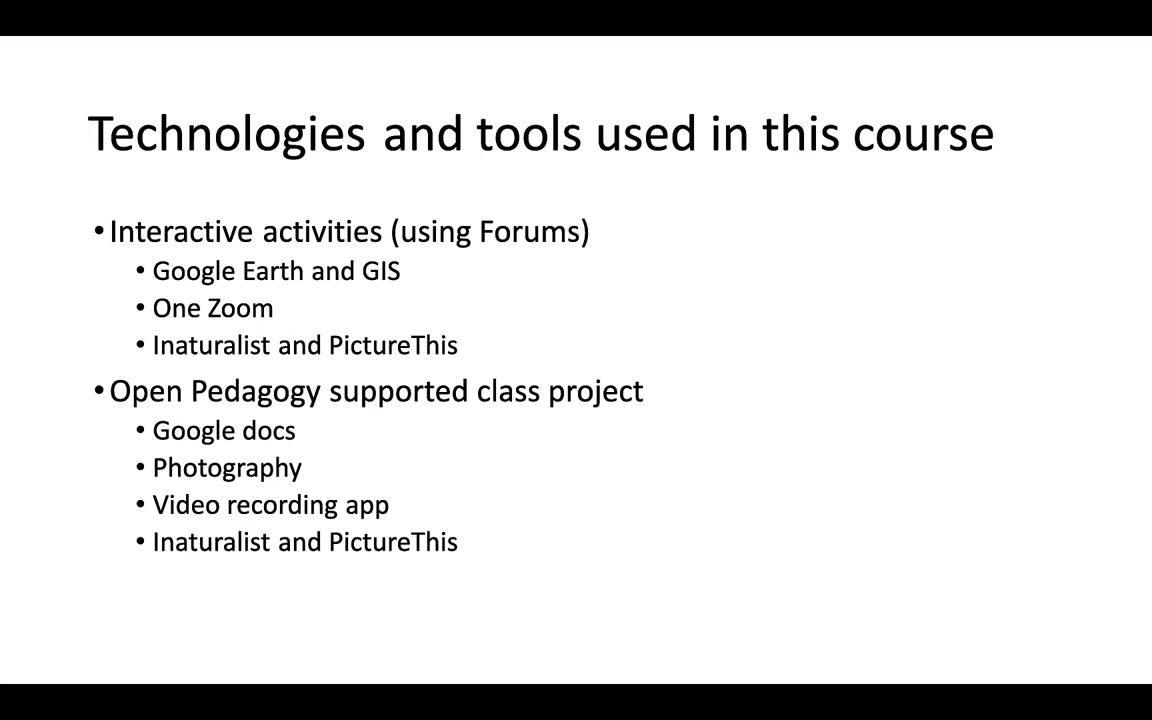 Technologies and tools used in this course
•Interactive activities (using Forums)
• Google Earth and GIS
• One Zoom
• Inaturalist and PictureThis
•Open Pedagogy supported class project
• Google docs
• Photography
• Video recording app
• Inaturalist and PictureThis